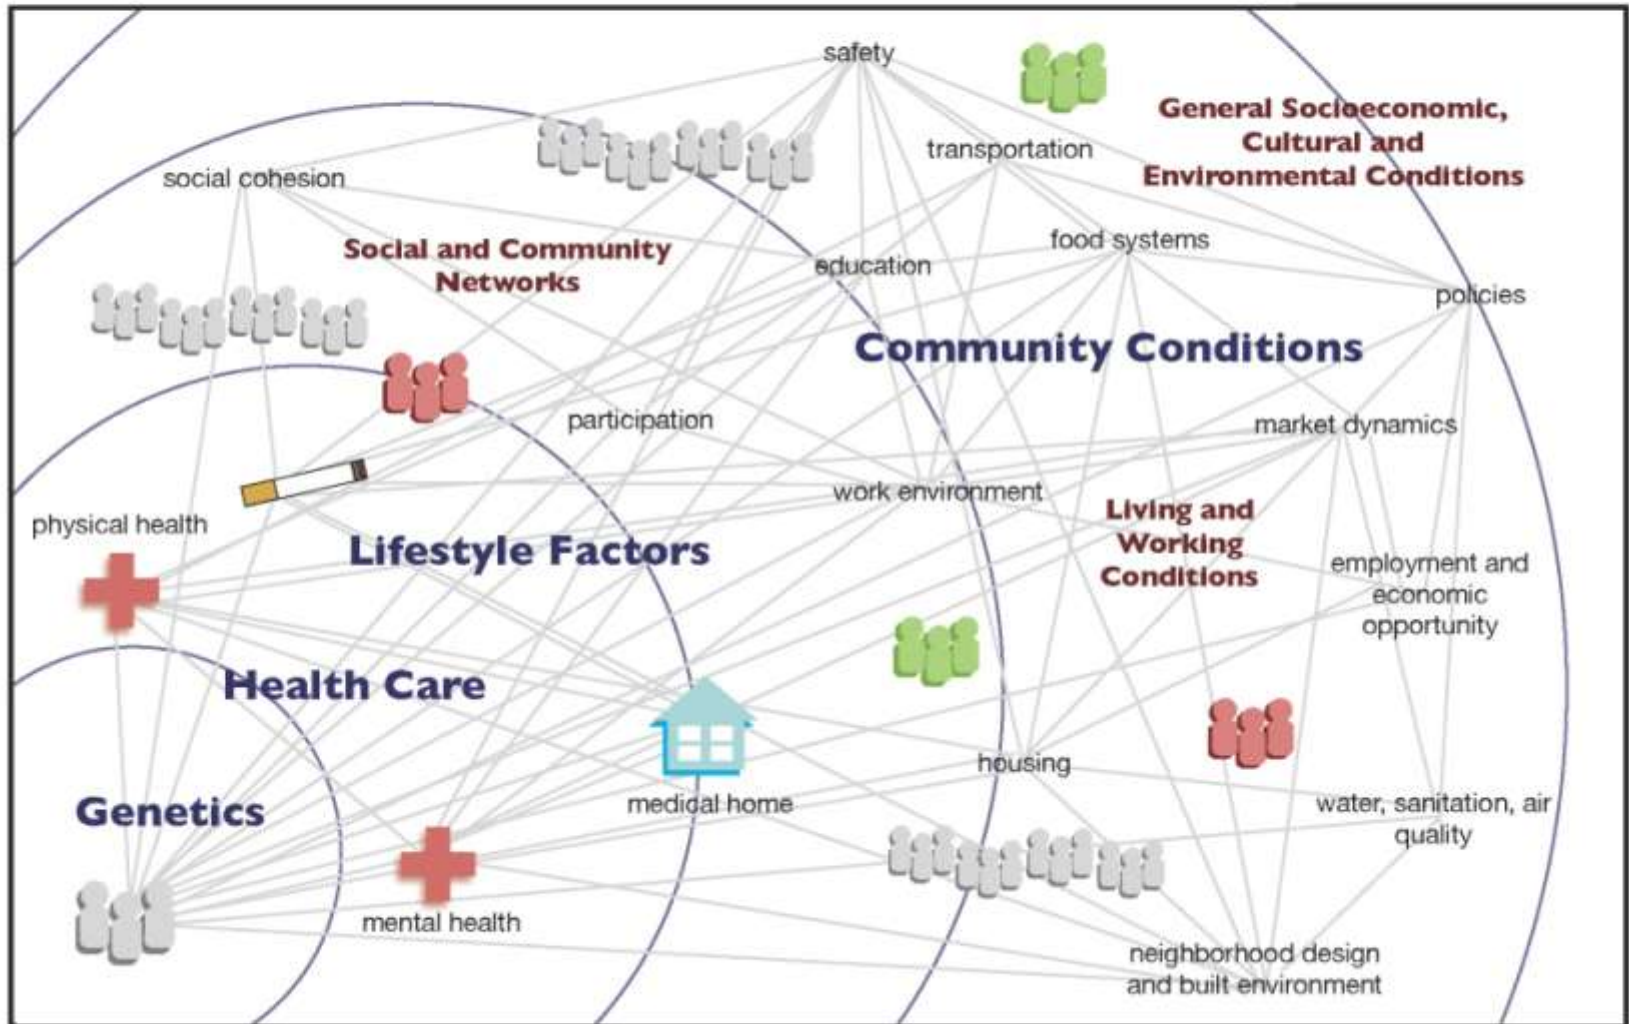 safety
General Socioeconomic,
Cultural and
Environmental Conditions
transportation
social cohesion
Social and Community
Networks
food systems
education
policies
Community Conditions
participation
market dynamics
work environment
Living and
Working
Conditions
physical health
Lifestyle Factors
employment and
economic
opportunity
Health Care
housing
medical home
water, sanitation, air
quality
Genetics
mental health
neighborhood design
and built environment